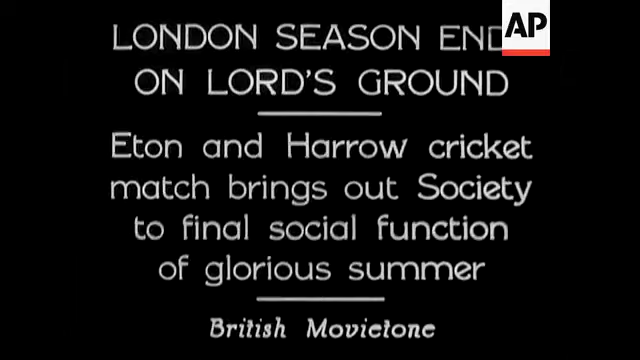 AP
LONDON SEASON END
ON LORD'S GROUND
Eton and Harrow cricket
match brings out Society
to final social function
of glorious summer
British Movietone